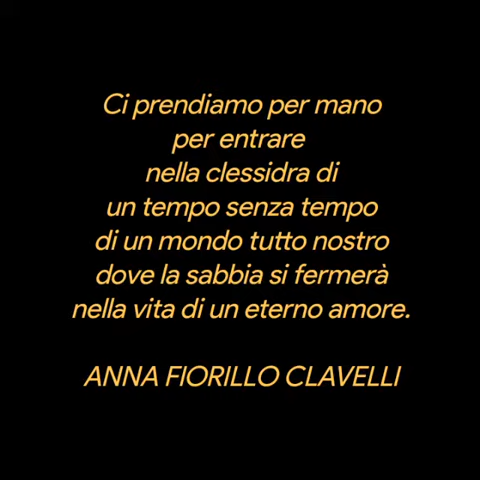 Ci prendiamo per mano
per entrare
nella clessidra di
un tempo senza tempo
di un mondo tutto nostro
dove la sabbia si fermerà
nella vita di un eterno amore.
ANNA FIORILLO CLAVELLI